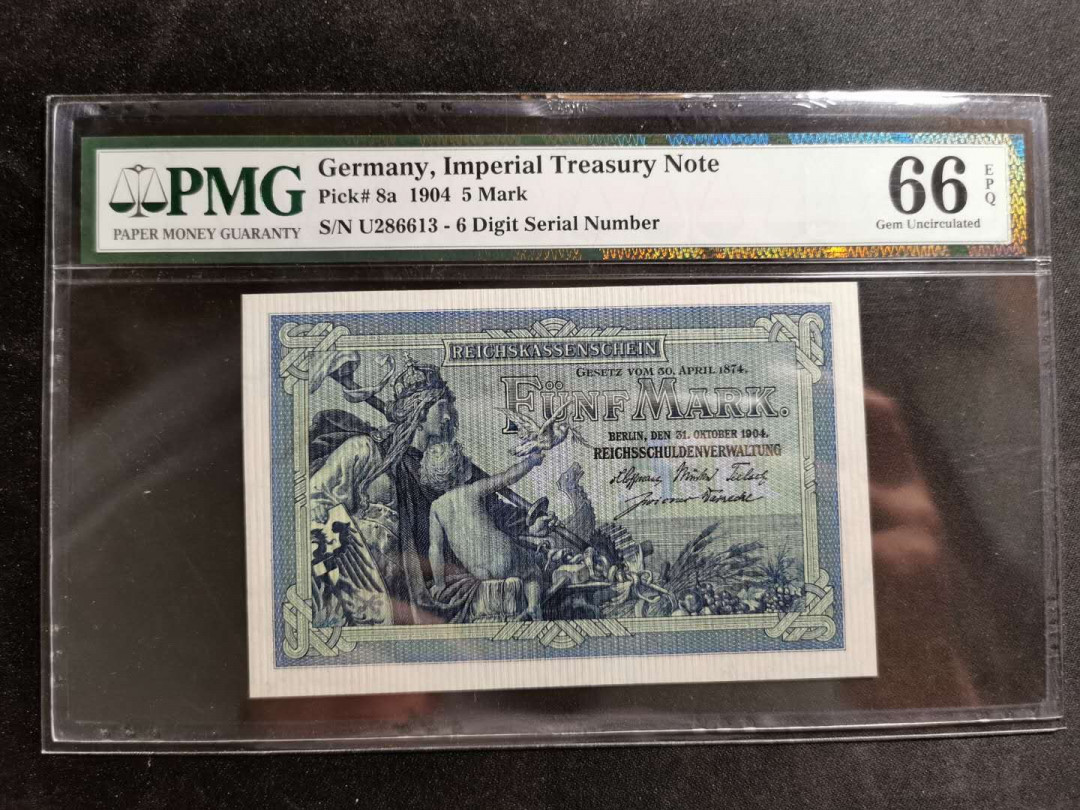 PMG
PAPER MONEY GUARANTY
Germany, Imperial Treasury Note
Pick# 8a 1904 5 Mark
S/N U286613 - 6 Digit Serial Number
66
EPQ
Gem Uncirculated
REICHSKASSENSCHEIN
GESETZ VOM 30. APRIL 1874.
FÜNF MARK.
BERLIN, DEN 31. OKTOBER 1904.
REICHSSCHULDENVERWALTUNG